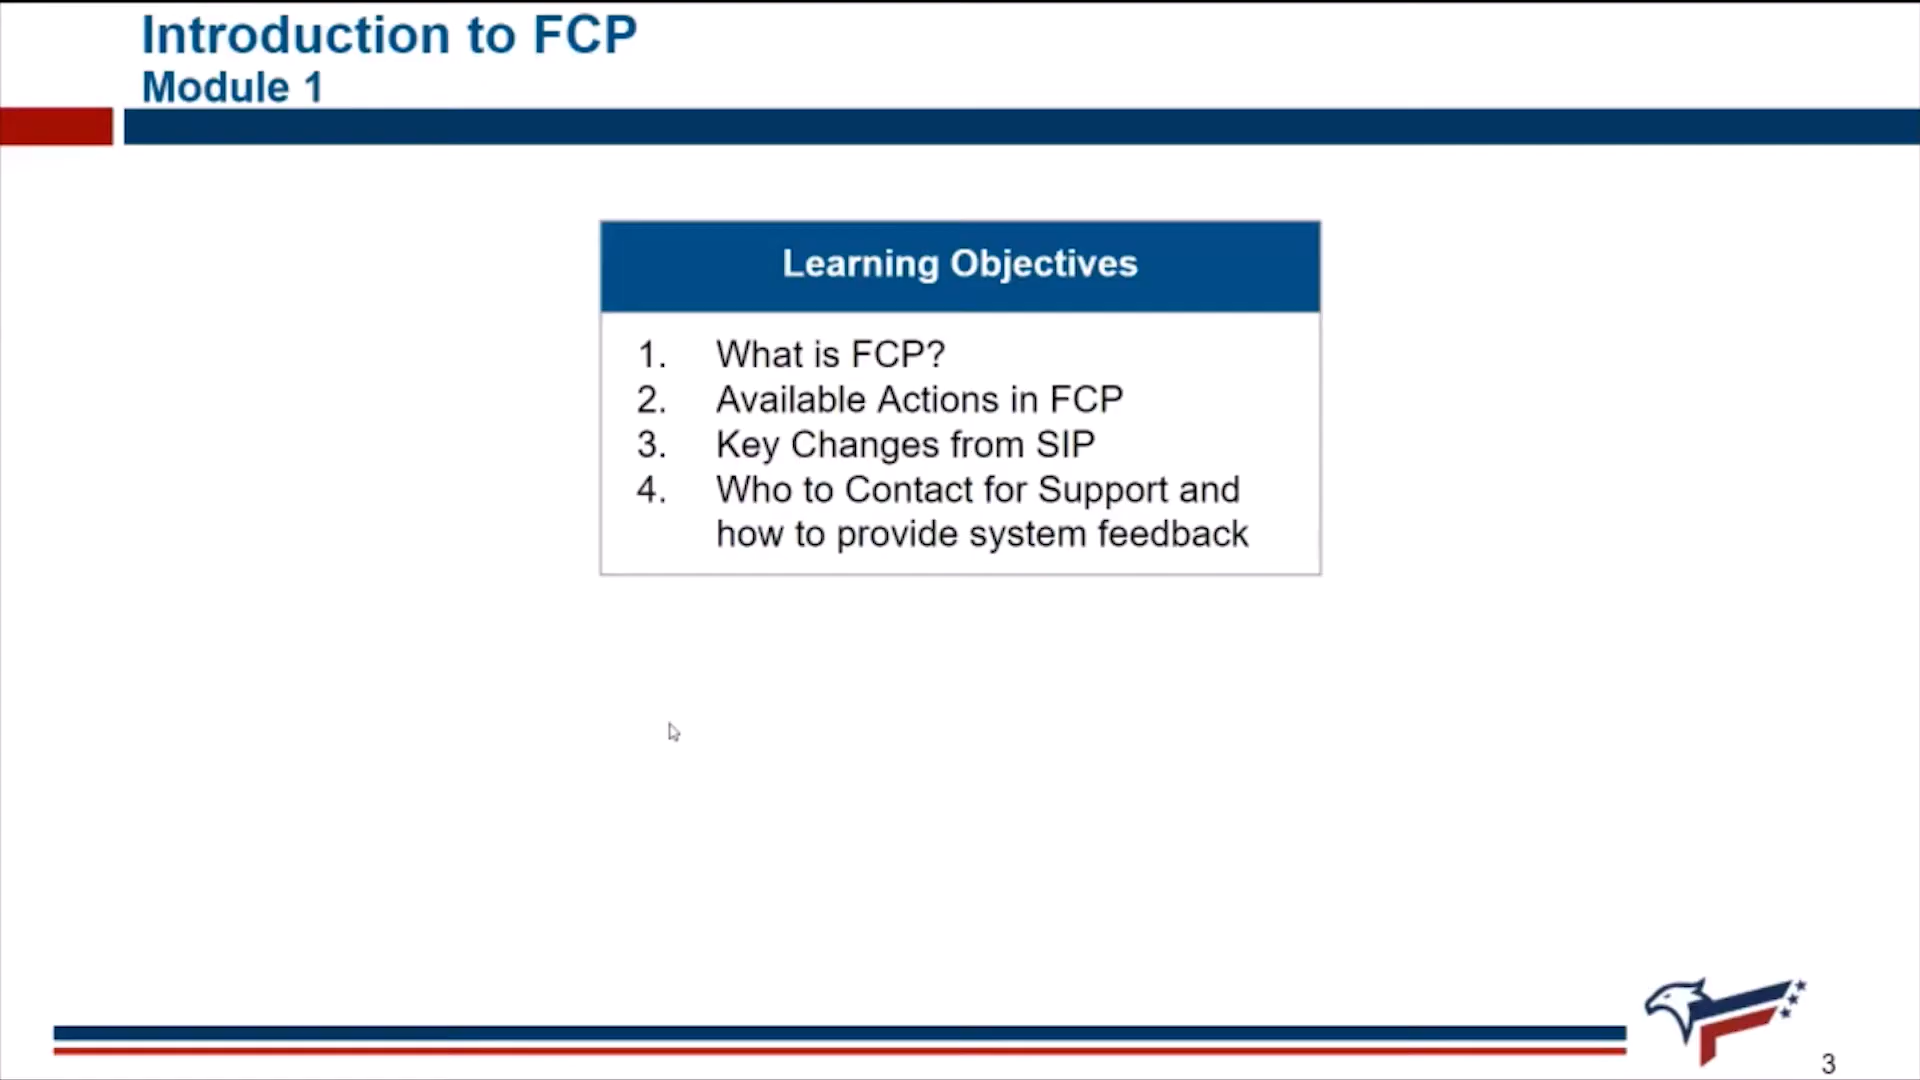 Introduction to FCP
Module 1
Learning Objectives
1. What is FCP?
2. Available Actions in FCP
3. Key Changes from SIP
4. Who to Contact for Support and
how to provide system feedback
3